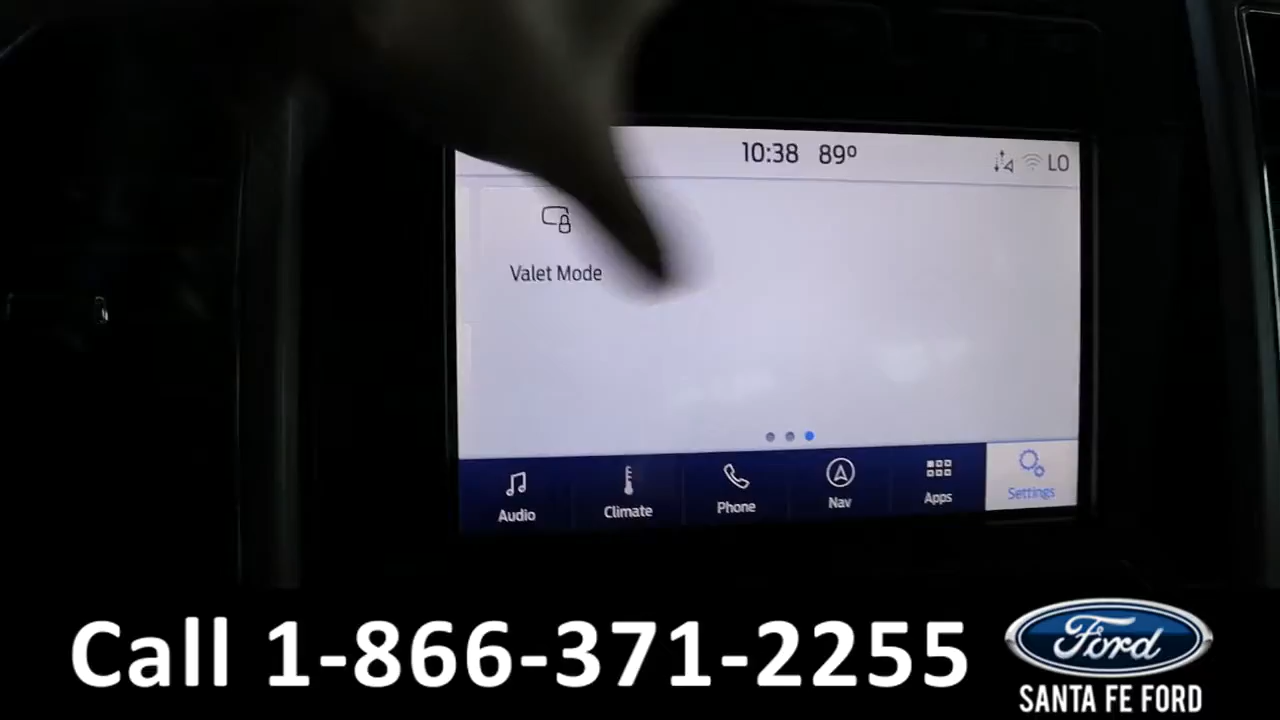 10:38 89º
LO
Valet Mode
Audio Climate Phone Nav Apps Settings
Call 1-866-371-2255
Ford
SANTA FE FORD